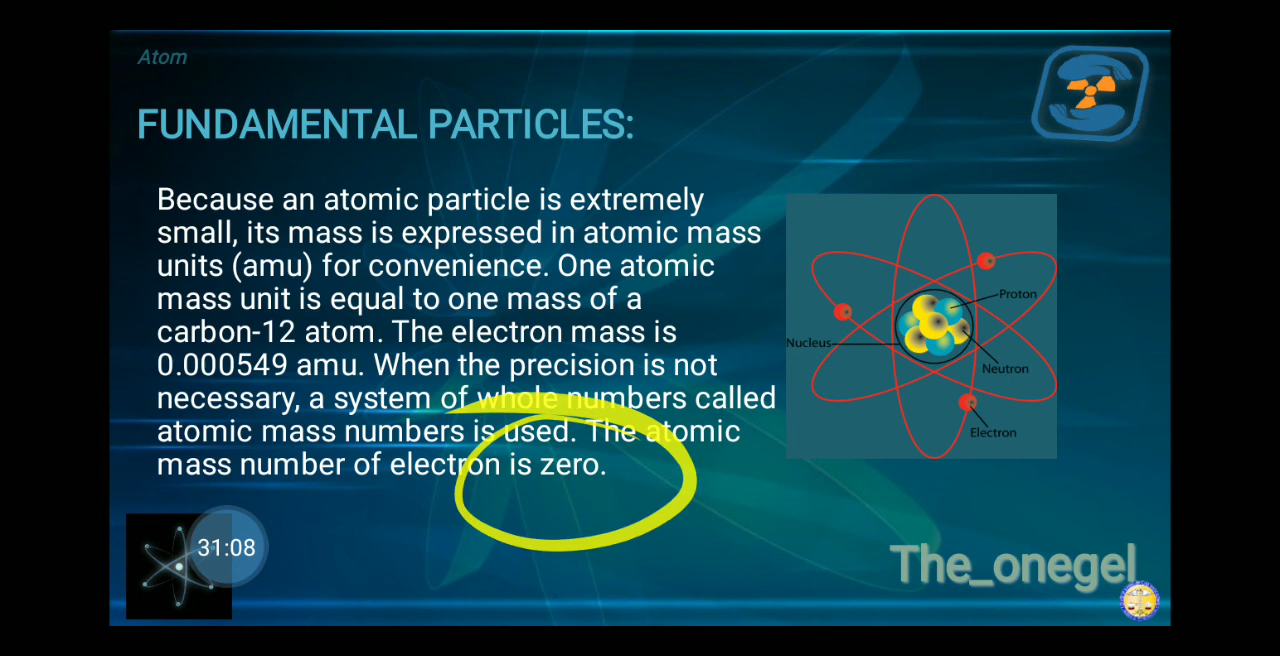 Atom
FUNDAMENTAL PARTICLES:
Because an atomic particle is extremely
small, its mass is expressed in atomic mass
units (amu) for convenience. One atomic
mass unit is equal to one mass of a
carbon-12 atom. The electron mass is
0.000549 amu. When the precision is not
necessary, a system of whole numbers called
atomic mass numbers is used. The atomic
mass number of electron is zero.
Proton
Nucleus
Neutron
Electron
31:08
The_onegel